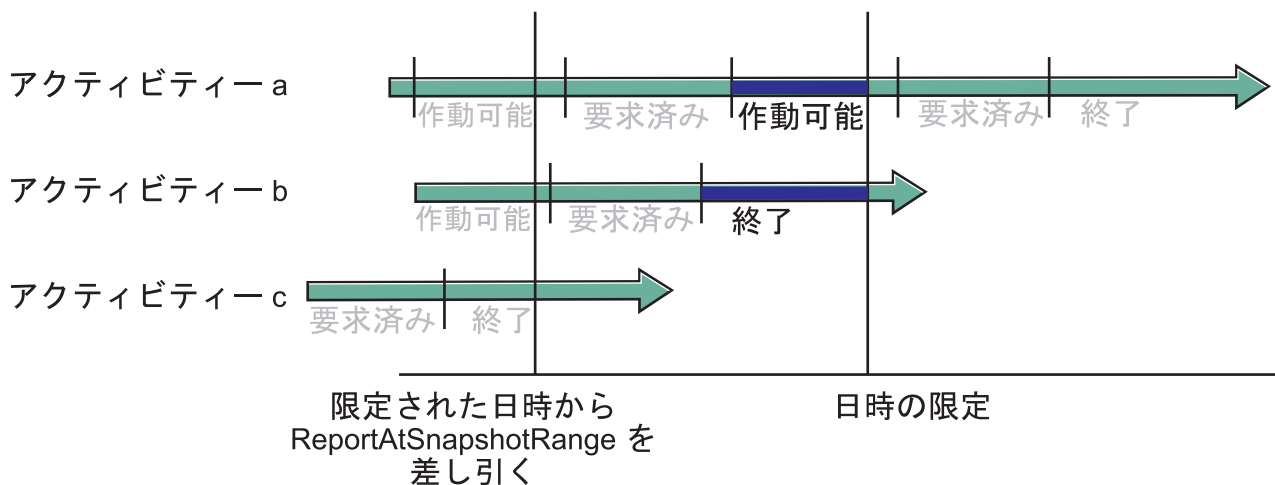 アクティビティー a
作動可能 要求済み 作動可能 要求済み 終了
アクティビティー b
作動可能 要求済み 終了
アクティビティー c
要求済み 終了
限定された日時から
ReportAtSnapshotRange を
差し引く
日時の限定